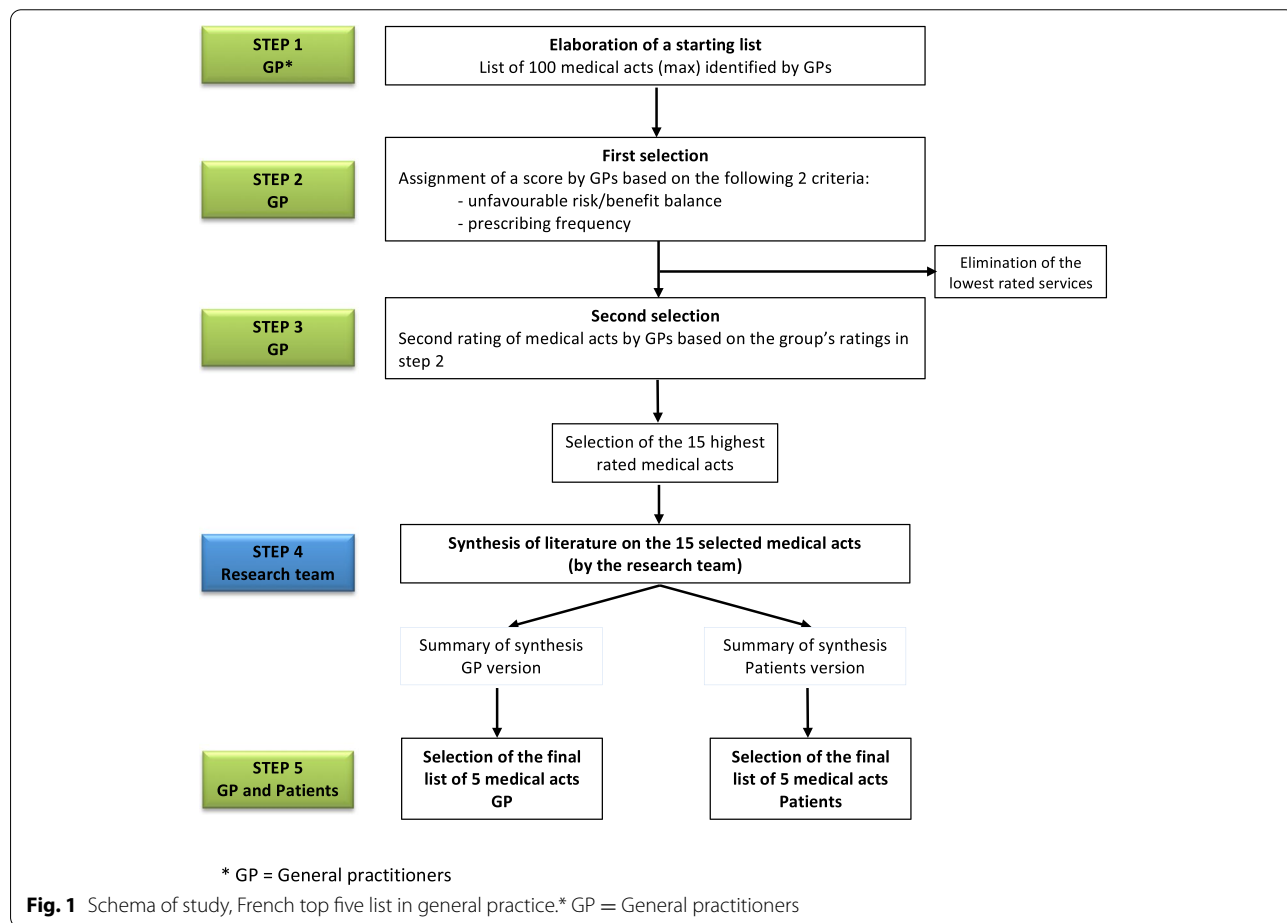 STEP 1
GP*
Elaboration of a starting list
List of 100 medical acts (max) identified by GPs
STEP 2
GP
First selection
Assignment of a score by GPs based on the following 2 criteria:
- unfavourable risk/benefit balance
- prescribing frequency
Elimination of the
lowest rated services
STEP 3
GP
Second selection
Second rating of medical acts by GPs based on the group's ratings in
step 2
Selection of the 15 highest
rated medical acts
STEP 4
Research team
Synthesis of literature on the 15 selected medical acts
(by the research team)
Summary of synthesis
GP version
Summary of synthesis
Patients version
STEP 5
GP and Patients
Selection of the final
list of 5 medical acts
GP
Selection of the final
list of 5 medical acts
Patients
* GP = General practitioners
Fig. 1 Schema of study, French top five list in general practice.* GP = General practitioners